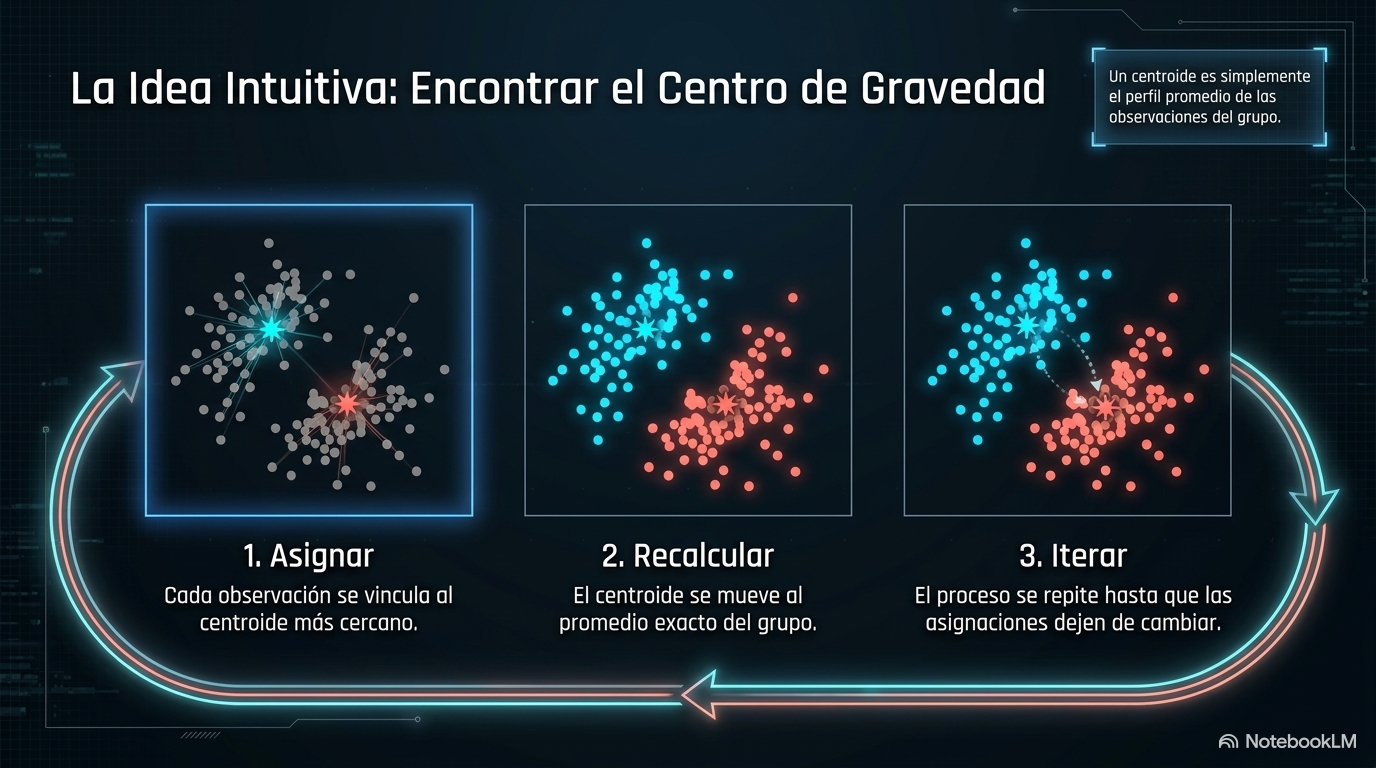 La Idea Intuitiva: Encontrar el Centro de Gravedad
Un centroide es simplemente
el perfil promedio de las
observaciones del grupo.
1. Asignar
Cada observación se vincula al
centroide más cercano.
2. Recalcular
El centroide se mueve al
promedio exacto del grupo.
3. Iterar
El proceso se repite hasta que las
asignaciones dejen de cambiar.
NotebookLM